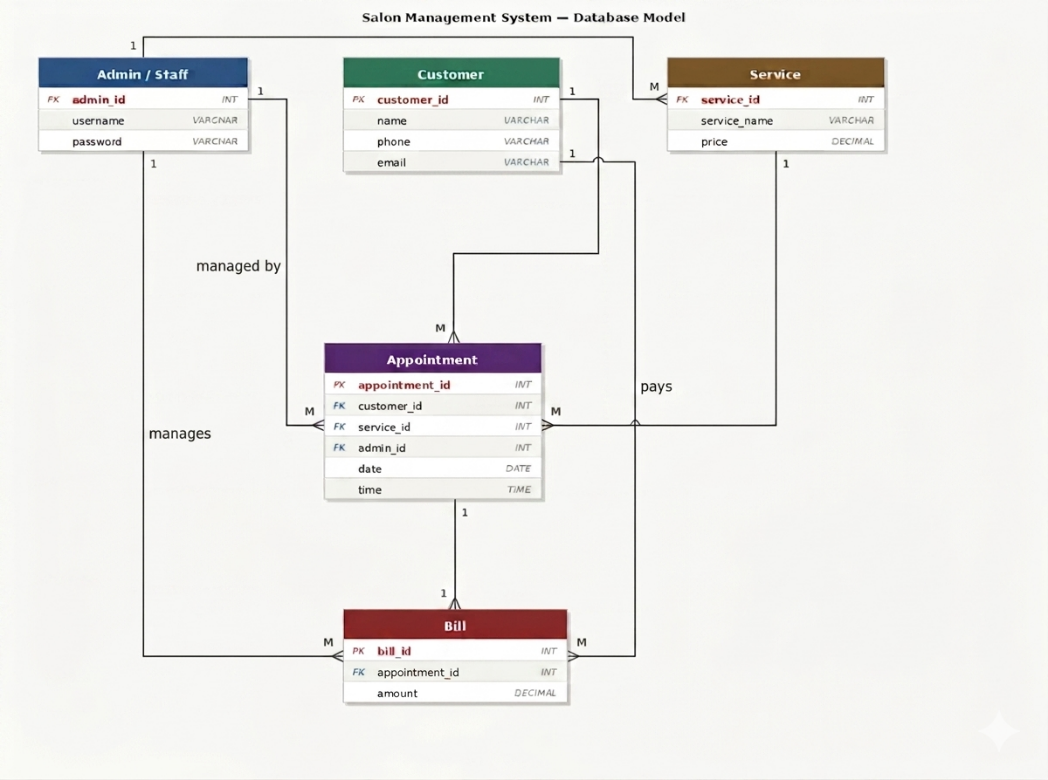 Salon Management System — Database Model
1
Admin / Staff
FK admin_id INT
username VARCHAR
password VARCHAR
1
1
Customer
PK customer_id INT
name VARCHAR
phone VARCHAR
email VARCHAR
1
1
M
Service
FK service_id INT
service_name VARCHAR
price DECIMAL
1
managed by
M
M
Appointment
PK appointment_id INT
FK customer_id INT
FK service_id INT
FK admin_id INT
date DATE
time TIME
M
pays
manages
1
1
M
Bill
PK bill_id INT
FK appointment_id INT
amount DECIMAL
M